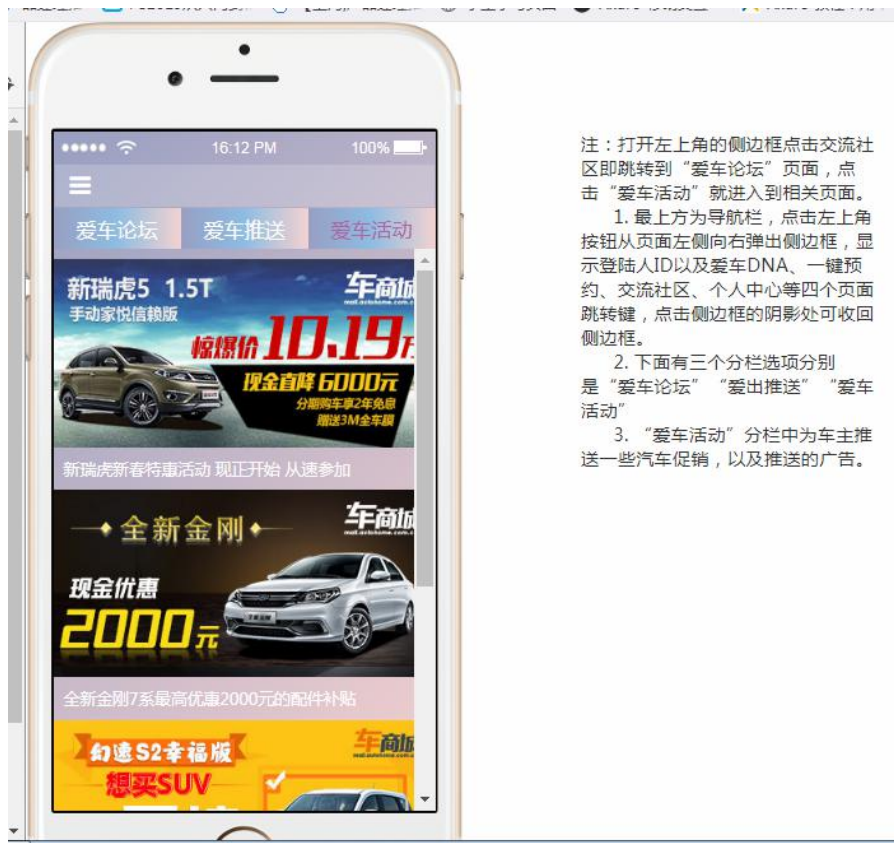 16:12 PM
100%
爱车论坛
爱车推送
爱车活动
新瑞虎5 1.5T
手动家悦信赖版
车商城
惊爆价10.19万
现金直降6000元
分期购车享2年免息
赠送3M全车膜
新瑞虎新春特惠活动 现正开始 从速参加
全新金刚
车商城
现金优惠
2000元
全新金刚7系最高优惠2000元的配件补贴
车商城
幻速S2幸福版
想买SUV
注：打开左上角的侧边框点击交流社
区即跳转到“爱车论坛”页面，点
击“爱车活动”就进入到相关页面。
1. 最上方为导航栏，点击左上角
按钮从页面左侧向右弹出侧边框，显
示登陆人ID以及爱车DNA、一键预
约、交流社区、个人中心等四个页面
跳转键，点击侧边框的阴影处可收回
侧边框。
2. 下面有三个分栏选项分别
是“爱车论坛”“爱出推送”“爱车
活动”
3. “爱车活动”分栏中为车主推
送一些汽车促销，以及推送的广告。